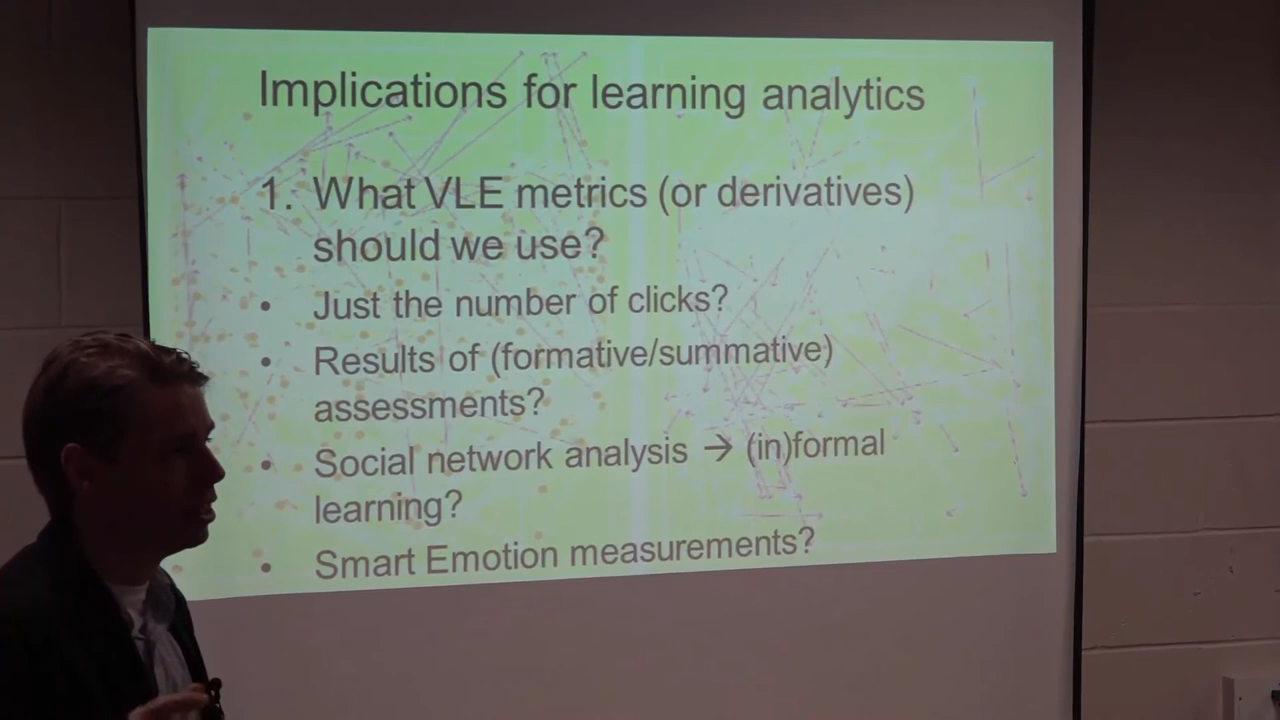 Implications for learning analytics
1. What VLE metrics (or derivatives)
should we use?
• Just the number of clicks?
• Results of (formative/summative)
assessments?
• Social network analysis → (in)formal
learning?
• Smart Emotion measurements?